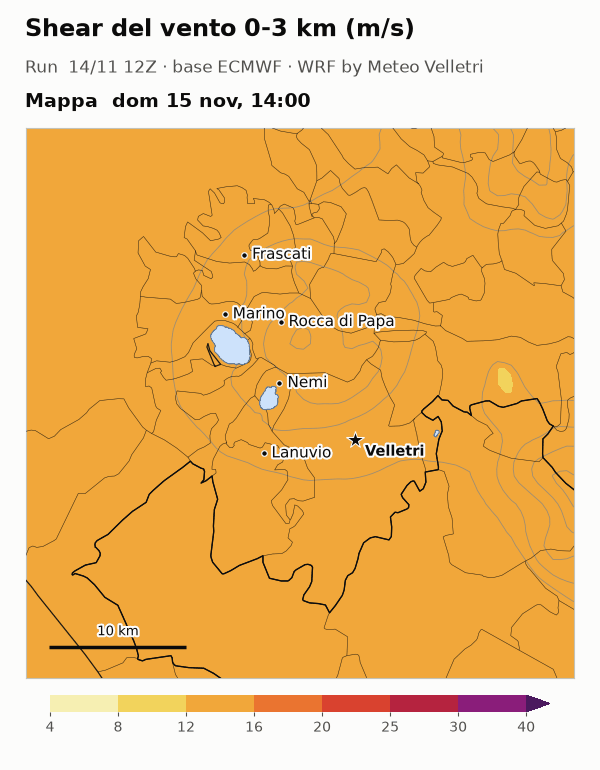 Shear del vento 0-3 km (m/s)
Run  14/11 12Z · base ECMWF · WRF by Meteo Velletri
Mappa  dom 15 nov, 14:00
Frascati
Marino
Rocca di Papa
Nemi
Velletri
Lanuvio
10 km
4 8 12 16 20 25 30 40